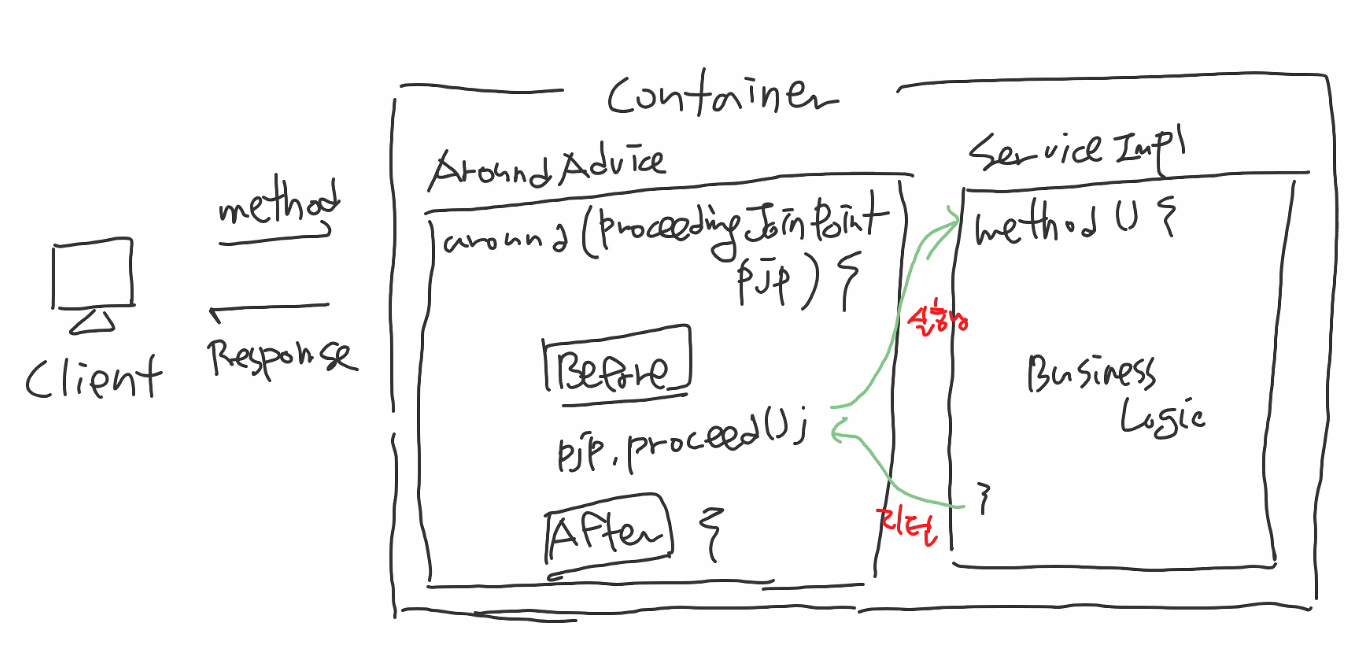 Container
AroundAdvice
around(proceedingJoinPoint
pjp) {
Before
pjp.proceed();
After {
ServiceImpl
method() {
Business
Logic
}
실행
리턴
method
Response
Client